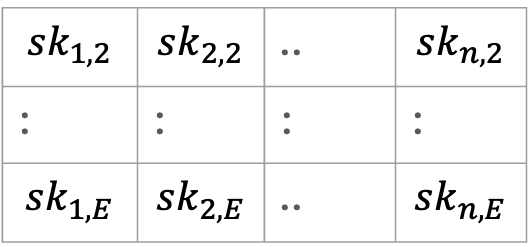 sk₁,₂ sk₂,₂ .. skₙ,₂
: : : :
sk₁,E sk₂,E .. skₙ,E